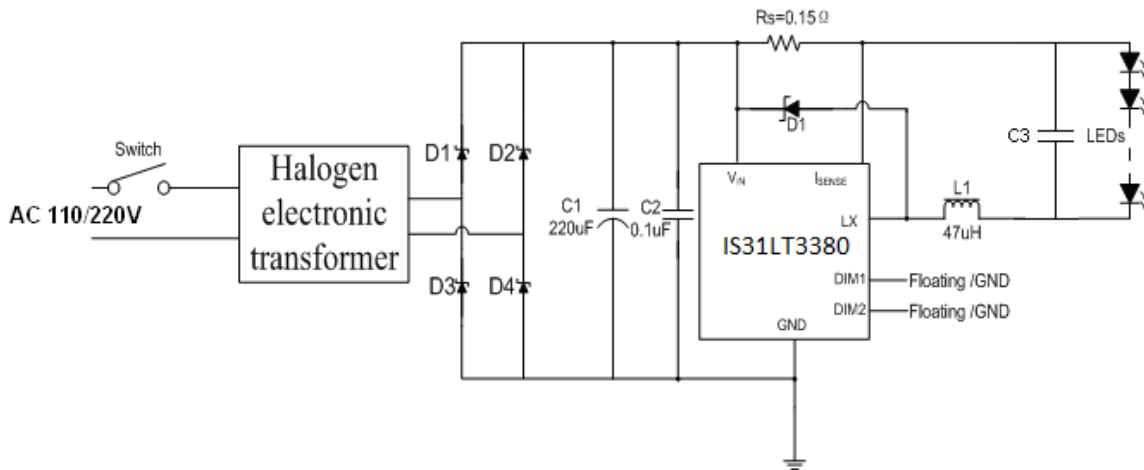 Rs=0.15Ω
Switch
AC 110/220V
Halogen
electronic
transformer
D1
D2
D3
D4
C1
220uF
C2
0.1uF
D1
VIN
ISENSE
LX
IS31LT3380
DIM1
DIM2
GND
L1
47uH
Floating /GND
Floating /GND
C3
LEDs